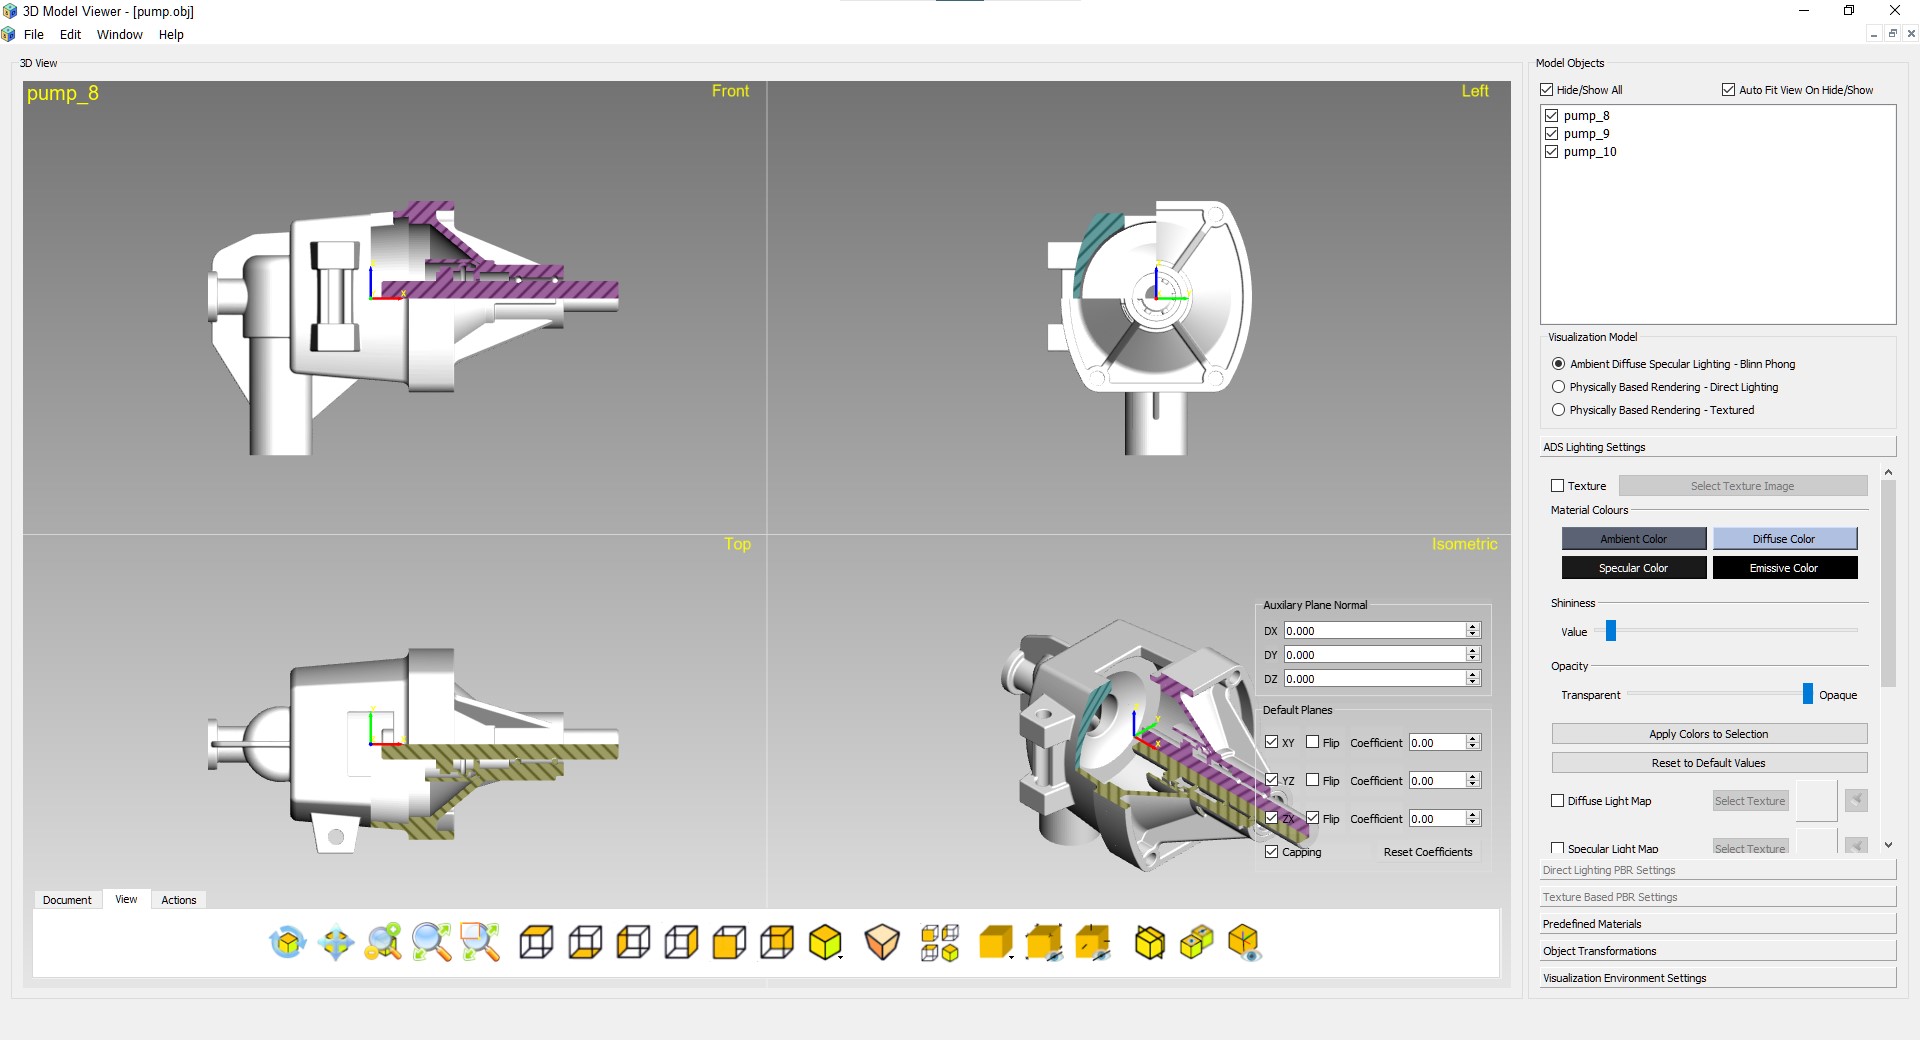 3D Model Viewer - [pump.obj]
File Edit Window Help
3D View
pump_8
Front
Left
Top
Isometric
Auxilary Plane Normal
DX 0.000
DY 0.000
DZ 0.000
Default Planes
XY Flip Coefficient 0.00
YZ Flip Coefficient 0.00
ZX Flip Coefficient 0.00
Capping Reset Coefficients
Document View Actions
Model Objects
Hide/Show All Auto Fit View On Hide/Show
pump_8
pump_9
pump_10
Visualization Model
Ambient Diffuse Specular Lighting - Blinn Phong
Physically Based Rendering - Direct Lighting
Physically Based Rendering - Textured
ADS Lighting Settings
Texture Select Texture Image
Material Colours
Ambient Color Diffuse Color
Specular Color Emissive Color
Shininess
Value
Opacity
Transparent Opaque
Apply Colors to Selection
Reset to Default Values
Diffuse Light Map Select Texture
Specular Light Map Select Texture
Direct Lighting PBR Settings
Texture Based PBR Settings
Predefined Materials
Object Transformations
Visualization Environment Settings